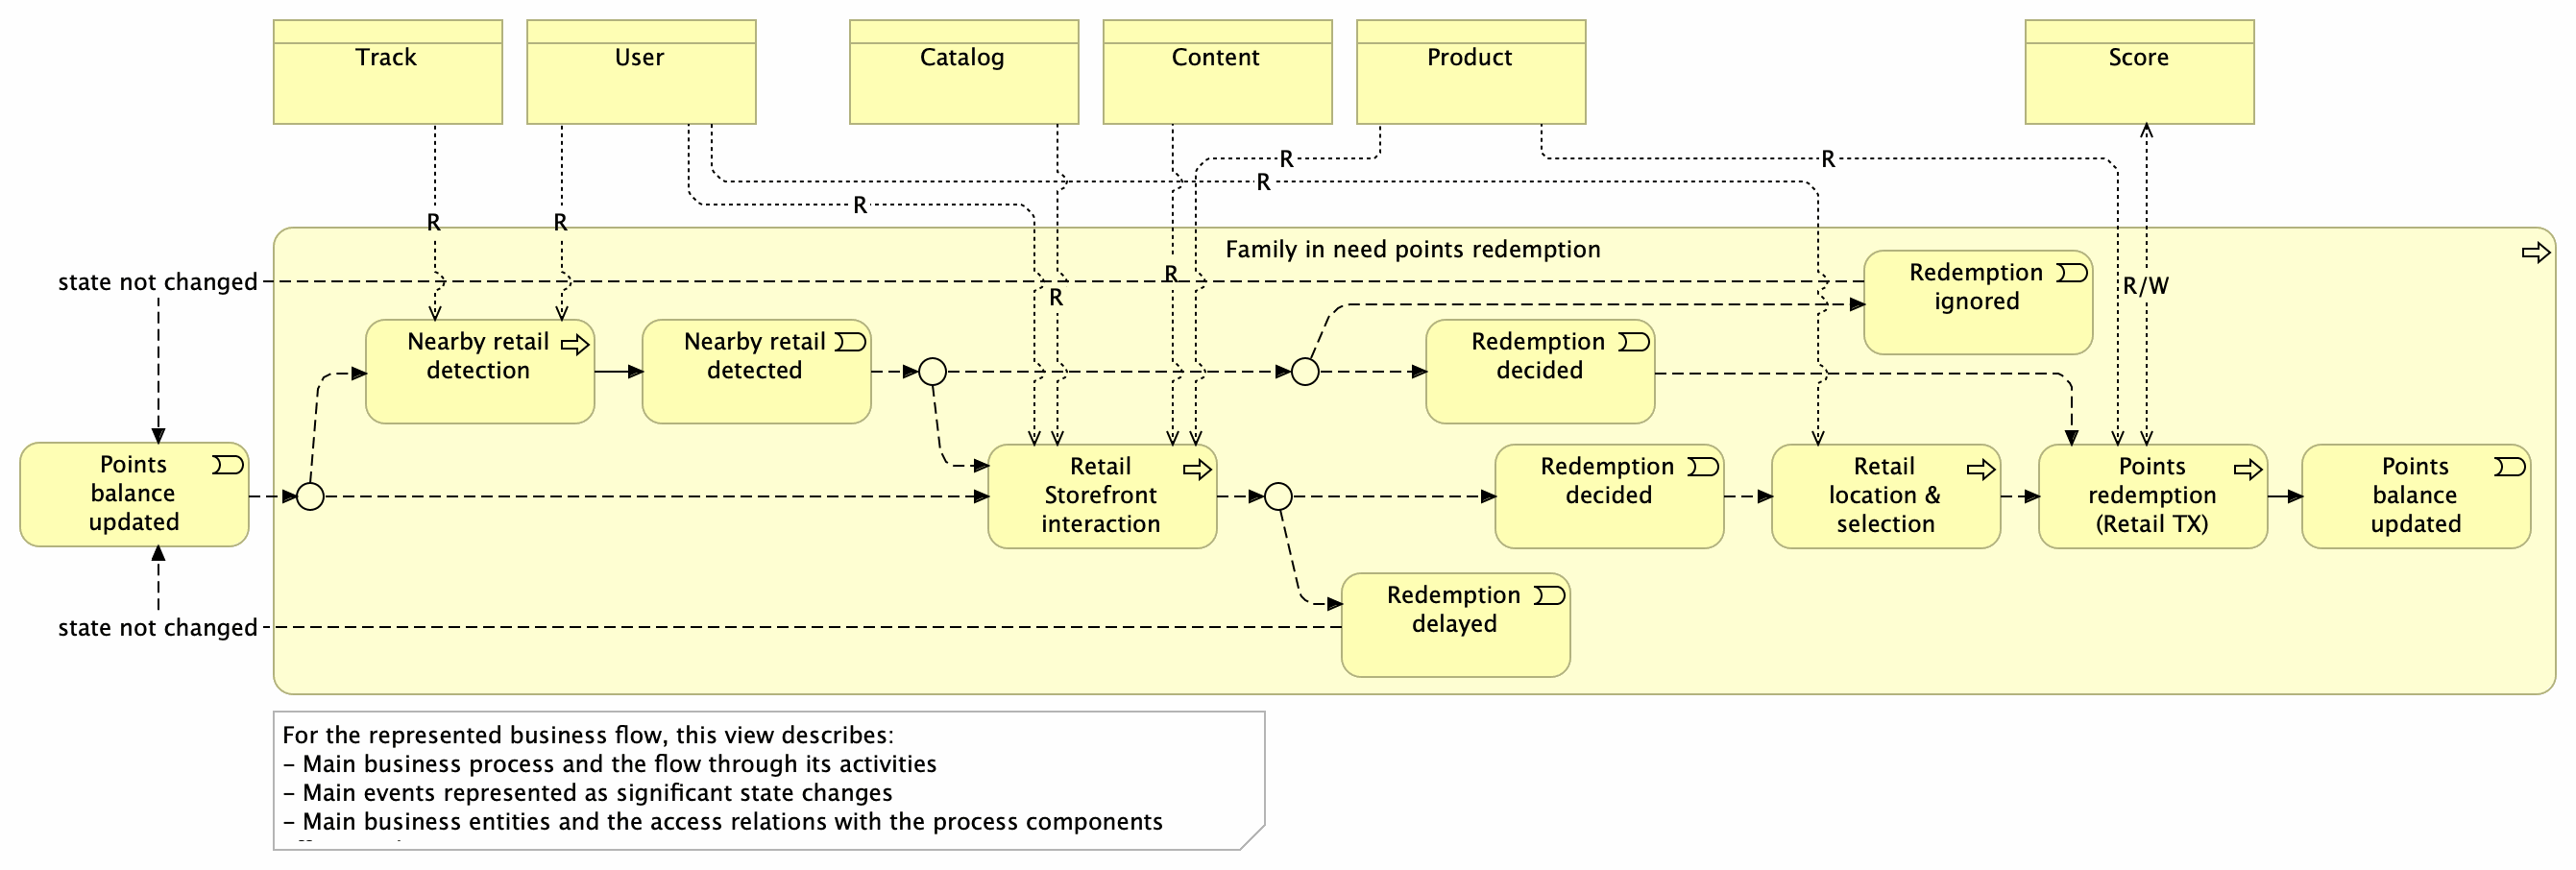 Track
User
Catalog
Content
Product
Score
R
R
R
R
R
R
Family in need points redemption
R
state not changed
Redemption
ignored
R/W
R
Nearby retail
detection
Nearby retail
detected
Redemption
decided
Points
balance
updated
Retail
Storefront
interaction
Redemption
decided
Retail
location &
selection
Points
redemption
(Retail TX)
Points
balance
updated
Redemption
delayed
state not changed
For the represented business flow, this view describes:
– Main business process and the flow through its activities
– Main events represented as significant state changes
– Main business entities and the access relations with the process components